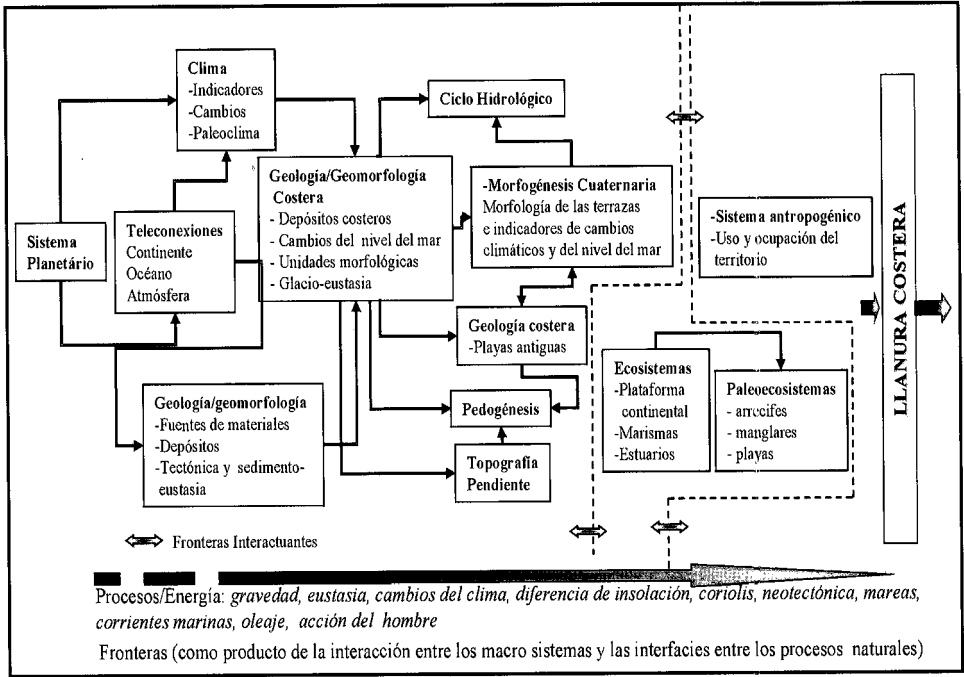 Clima
-Indicadores
-Cambios
-Paleoclima
Ciclo Hidrológico
Geología/Geomorfología
Costera
- Depósitos costeros
- Cambios del nivel del mar
- Unidades morfológicas
- Glacio-eustasia
-Morfogénesis Cuaternaria
Morfología de las terrazas
e indicadores de cambios
climáticos y del nivel del mar
-Sistema antropogénico
-Uso y ocupación del
territorio
Sistema
Planetário
Teleconexiones
Continente
Océano
Atmósfera
Geología costera
- Playas antiguas
Ecosistemas
-Plataforma
continental
-Marismas
-Estuarios
Paleoecosistemas
- arrecifes
- manglares
- playas
Geología/geomorfología
-Fuentes de materiales
-Depósitos
-Tectónica y sedimento-
eustasia
Pedogénesis
Topografía
Pendiente
LLANURA COSTERA
Fronteras Interactuantes
Procesos/Energía: gravedad, eustasia, cambios del clima, diferencia de insolación, coriolis, neotectónica, mareas,
corrientes marinas, oleaje, acción del hombre
Fronteras (como producto de la interacción entre los macro sistemas y las interfacies entre los procesos naturales)